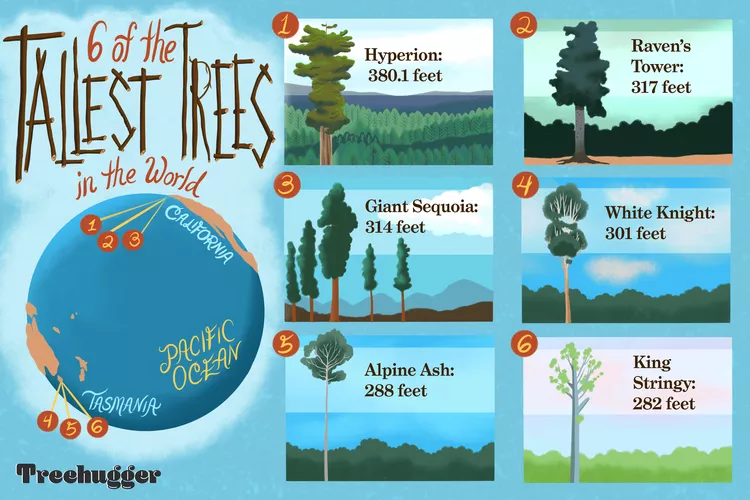 6 of the
TALLEST TREES
in the World
1
2
3
CALIFORNIA
PACIFIC
OCEAN
TASMANIA
4
5
6
Treehugger
1
Hyperion:
380.1 feet
2
Raven's
Tower:
317 feet
3
Giant Sequoia:
314 feet
4
White Knight:
301 feet
5
Alpine Ash:
288 feet
6
King
Stringy:
282 feet